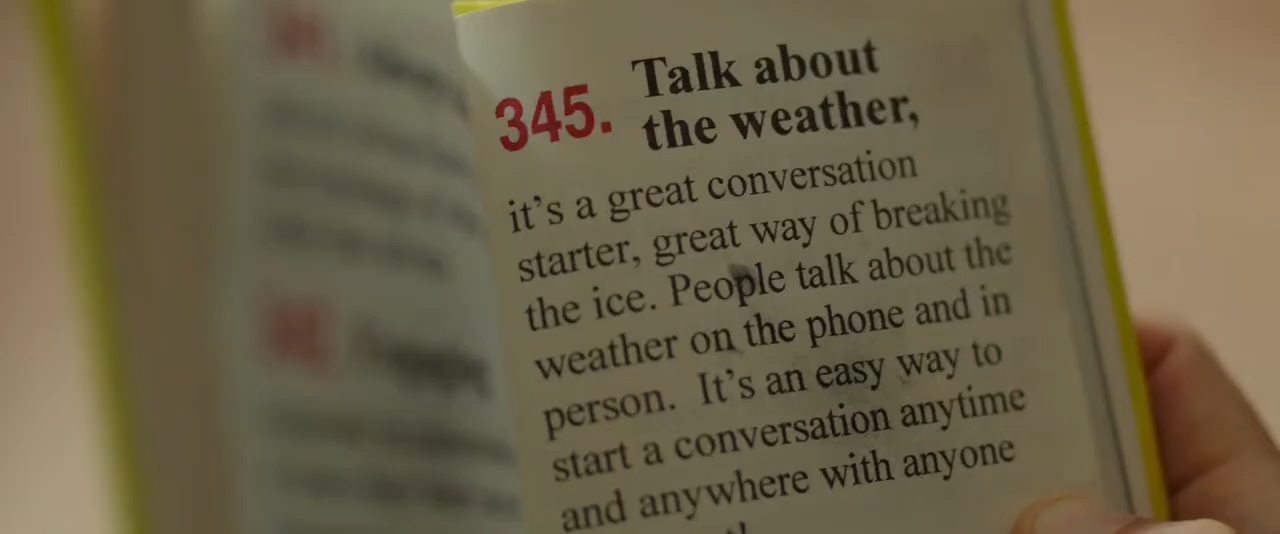 345. Talk about
the weather,
it's a great conversation
starter, great way of breaking
the ice. People talk about the
weather on the phone and in
person. It's an easy way to
start a conversation anytime
and anywhere with anyone